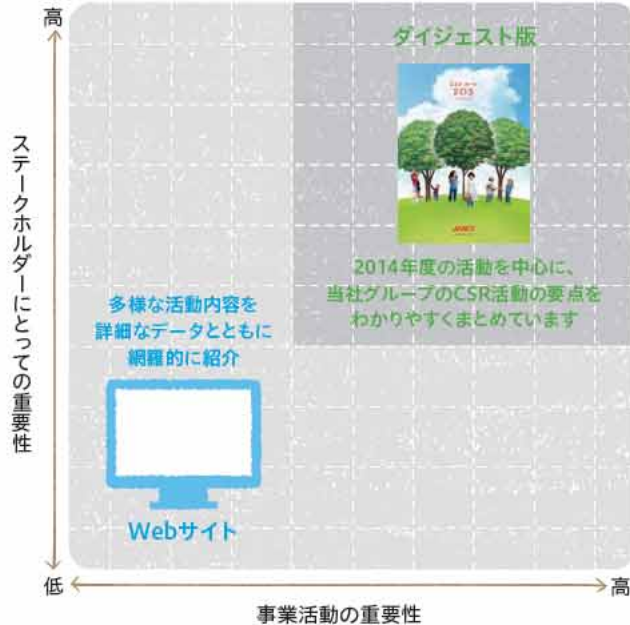 高
ダイジェスト版
2014年度の活動を中心に、
当社グループのCSR活動の要点を
わかりやすくまとめています
ステークホルダーにとっての重要性
多様な活動内容を
詳細なデータとともに
網羅的に紹介
Webサイト
低
高
事業活動の重要性